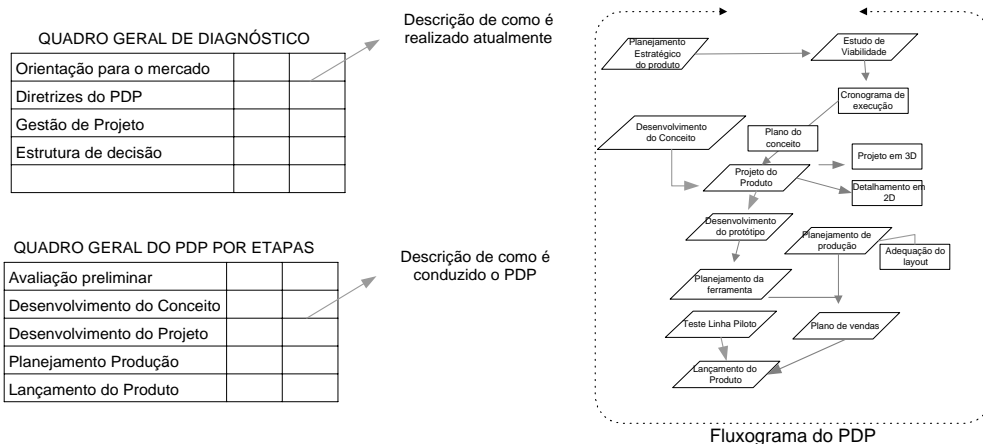 QUADRO GERAL DE DIAGNÓSTICO
Orientação para o mercado
Diretrizes do PDP
Gestão de Projeto
Estrutura de decisão
Descrição de como é
realizado atualmente
QUADRO GERAL DO PDP POR ETAPAS
Avaliação preliminar
Desenvolvimento do Conceito
Desenvolvimento do Projeto
Planejamento Produção
Lançamento do Produto
Descrição de como é
conduzido o PDP
Planejamento
Estratégico
do produto
Estudo de
Viabilidade
Cronograma de
execução
Desenvolvimento
do Conceito
Plano do
conceito
Projeto do
Produto
Projeto em 3D
Detalhamento em
2D
Desenvolvimento
do protótipo
Planejamento de
produção
Adequação do
layout
Planejamento da
ferramenta
Teste Linha Piloto
Plano de vendas
Lançamento do
Produto
Fluxograma do PDP